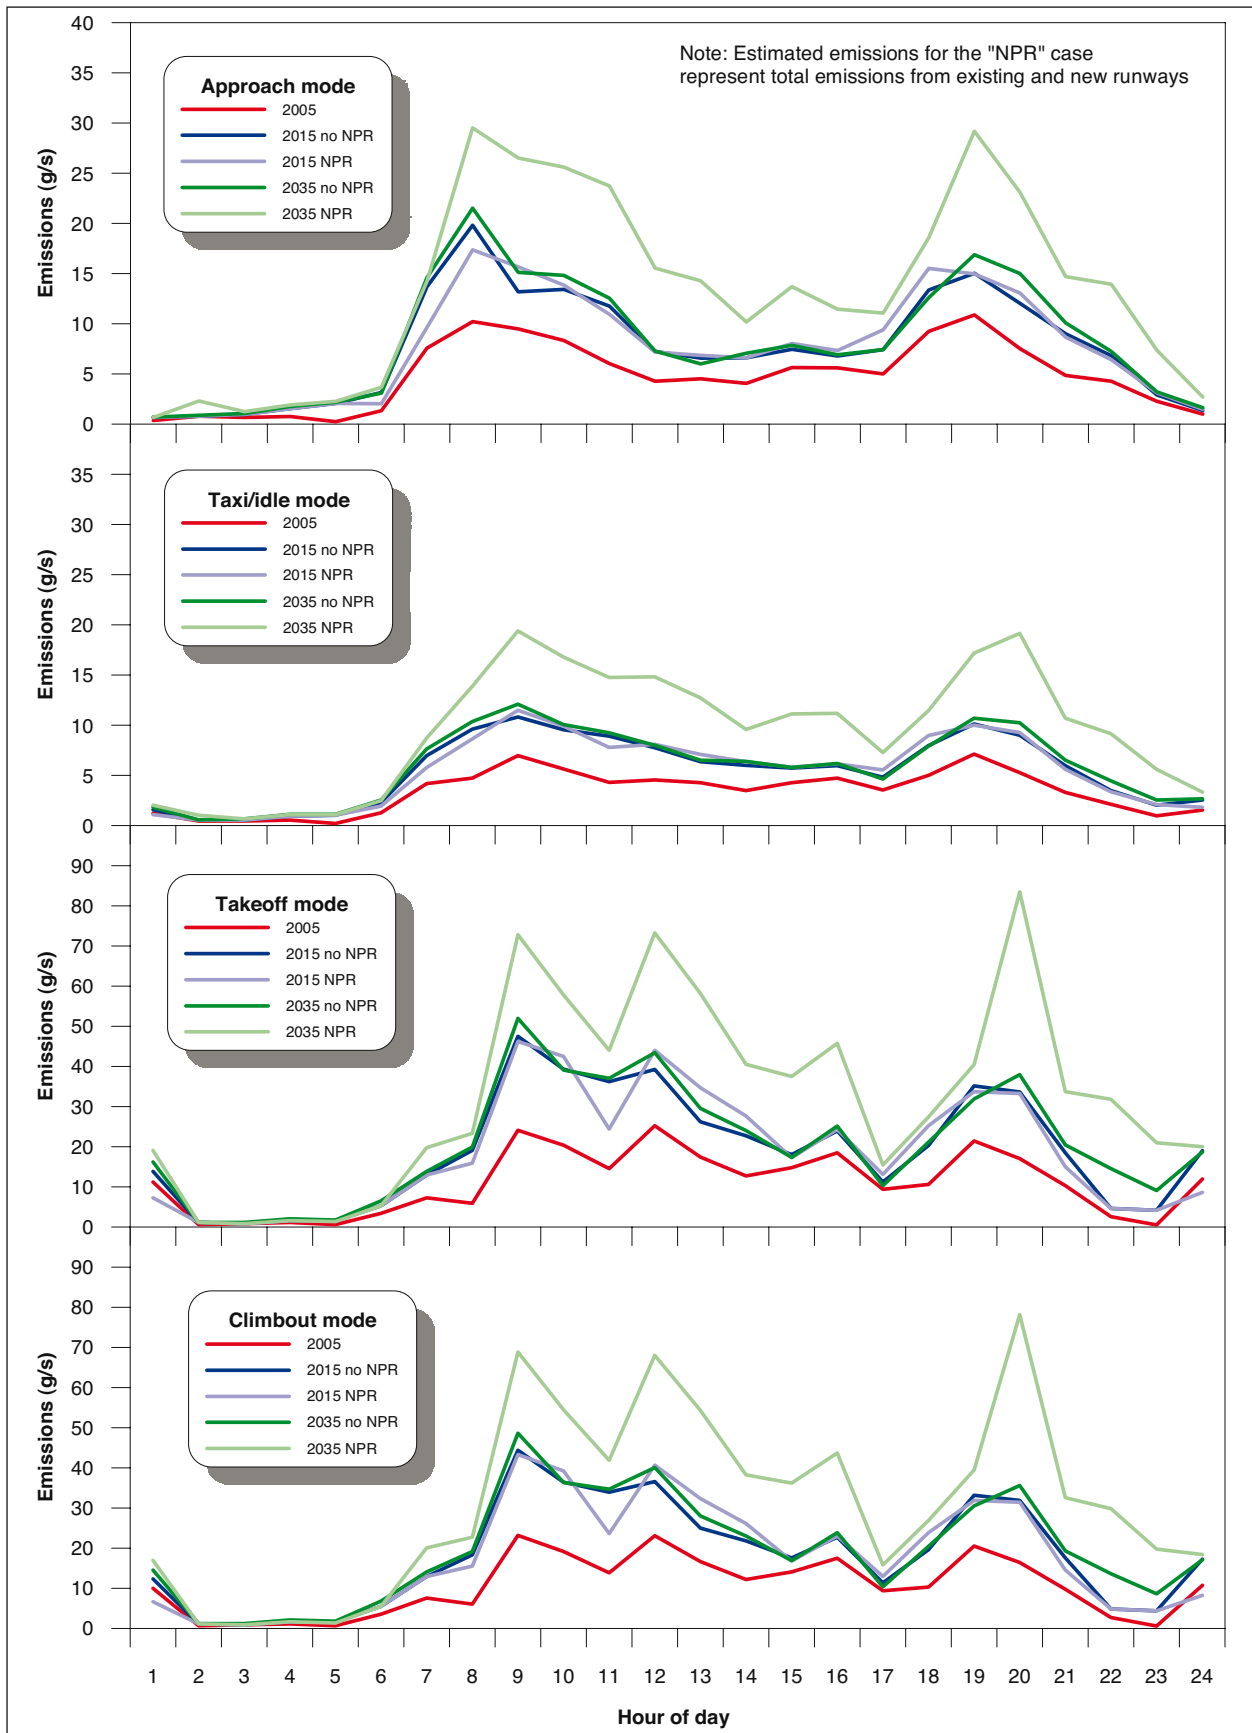 40
35
30
25
20
15
10
5
0
Emissions (g/s)
Note: Estimated emissions for the "NPR" case
represent total emissions from existing and new runways
Approach mode
2005
2015 no NPR
2015 NPR
2035 no NPR
2035 NPR
35
30
25
20
15
10
5
0
Emissions (g/s)
Taxi/idle mode
2005
2015 no NPR
2015 NPR
2035 no NPR
2035 NPR
90
80
70
60
50
40
30
20
10
0
Emissions (g/s)
Takeoff mode
2005
2015 no NPR
2015 NPR
2035 no NPR
2035 NPR
90
80
70
60
50
40
30
20
10
0
Emissions (g/s)
Climbout mode
2005
2015 no NPR
2015 NPR
2035 no NPR
2035 NPR
1 2 3 4 5 6 7 8 9 10 11 12 13 14 15 16 17 18 19 20 21 22 23 24
Hour of day